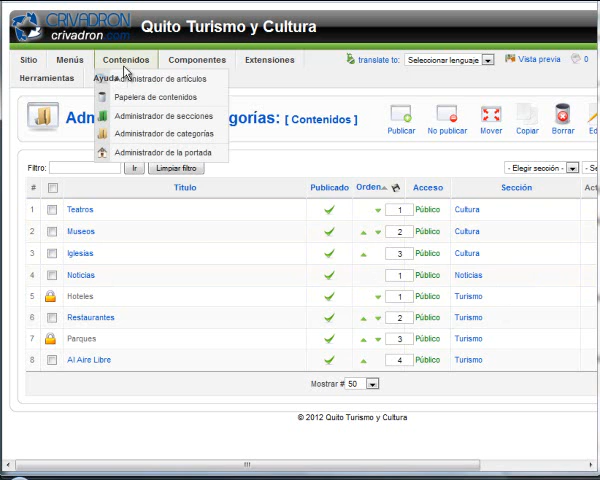 CRIVADRON
crivadron.com
Quito Turismo y Cultura
Sitio Menús Contenidos Componentes Extensiones
translate to: Seleccionar lenguaje Vista previa 0
Herramientas Ayuda
Administrador de artículos
Papelera de contenidos
Administrador de secciones
Administrador de categorías
Administrador de la portada
Adm gorías: [ Contenidos ]
Publicar No publicar Mover Copiar Borrar Ed
Filtro: Ir Limpiar filtro - Elegir sección - - Se
# Título Publicado Orden Acceso Sección Act
1 Teatros 1 Público Cultura
2 Museos 2 Público Cultura
3 Iglesias 3 Público Cultura
4 Noticias 1 Público Noticias
5 Hoteles 1 Público Turismo
6 Restaurantes 2 Público Turismo
7 Parques 3 Público Turismo
8 Al Aire Libre 4 Público Turismo
Mostrar # 50
© 2012 Quito Turismo y Cultura